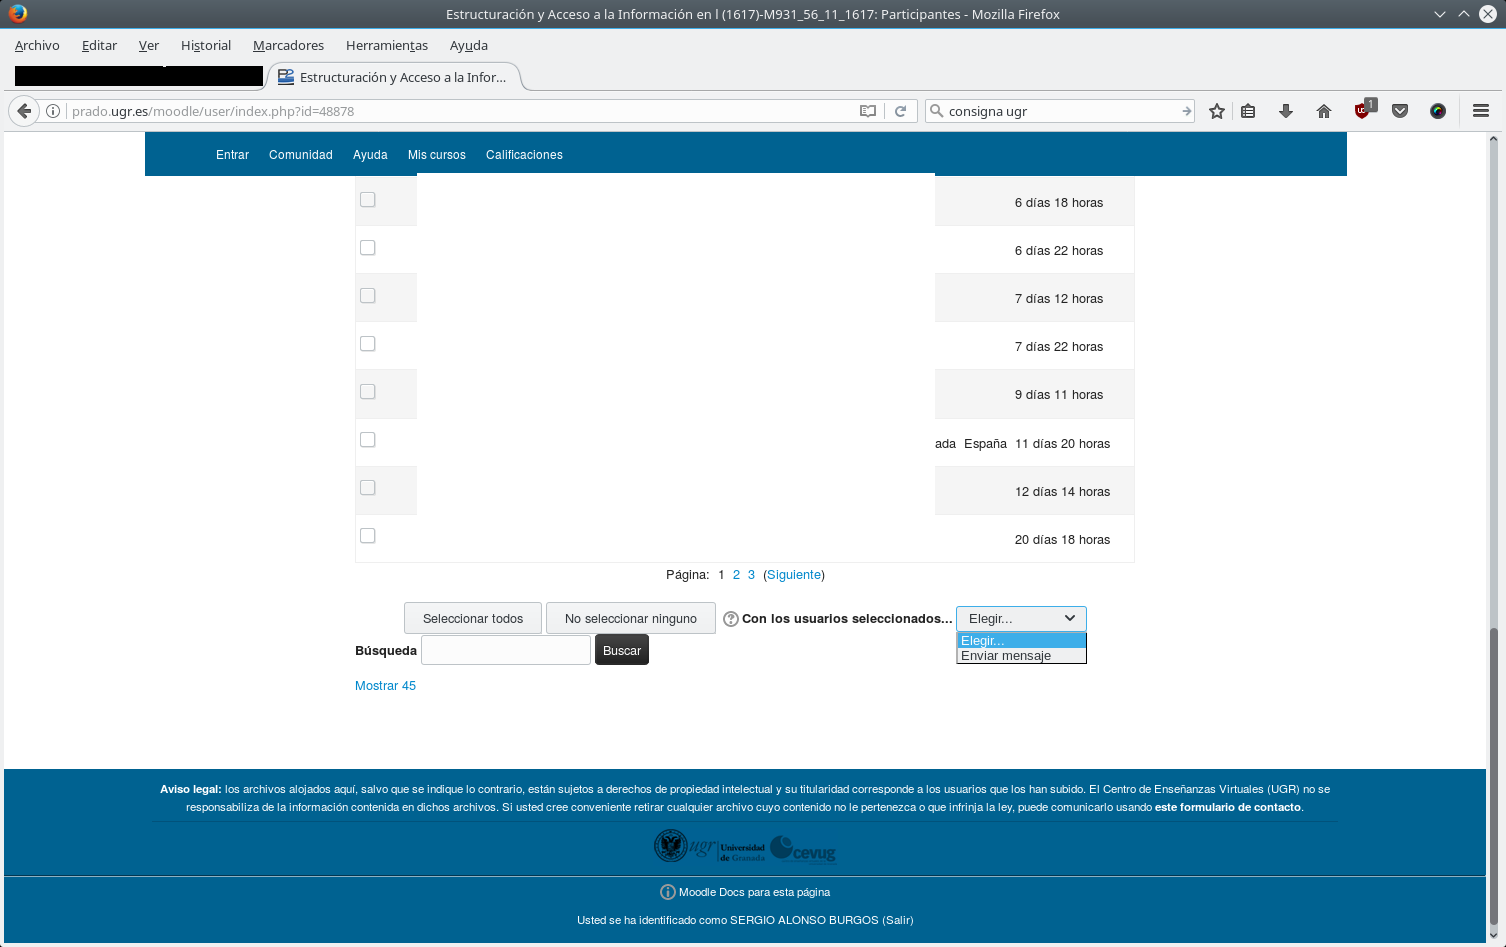 Estructuración y Acceso a la Información en l (1617)-M931_56_11_1617: Participantes - Mozilla Firefox
Archivo Editar Ver Historial Marcadores Herramientas Ayuda
Estructuración y Acceso a la Infor...
prado.ugr.es/moodle/user/index.php?id=48878
consigna ugr
1
Entrar Comunidad Ayuda Mis cursos Calificaciones
6 días 18 horas
6 días 22 horas
7 días 12 horas
7 días 22 horas
9 días 11 horas
ada España 11 días 20 horas
12 días 14 horas
20 días 18 horas
Página: 1 2 3 (Siguiente)
Seleccionar todos No seleccionar ninguno Con los usuarios seleccionados... Elegir...
Elegir...
Enviar mensaje
Búsqueda Buscar
Mostrar 45
Aviso legal: los archivos alojados aquí, salvo que se indique lo contrario, están sujetos a derechos de propiedad intelectual y su titularidad corresponde a los usuarios que los han subido. El Centro de Enseñanzas Virtuales (UGR) no se
responsabiliza de la información contenida en dichos archivos. Si usted cree conveniente retirar cualquier archivo cuyo contenido no le pertenezca o que infrinja la ley, puede comunicarlo usando este formulario de contacto.
ugr Universidad de Granada cevug
Moodle Docs para esta página
Usted se ha identificado como SERGIO ALONSO BURGOS (Salir)